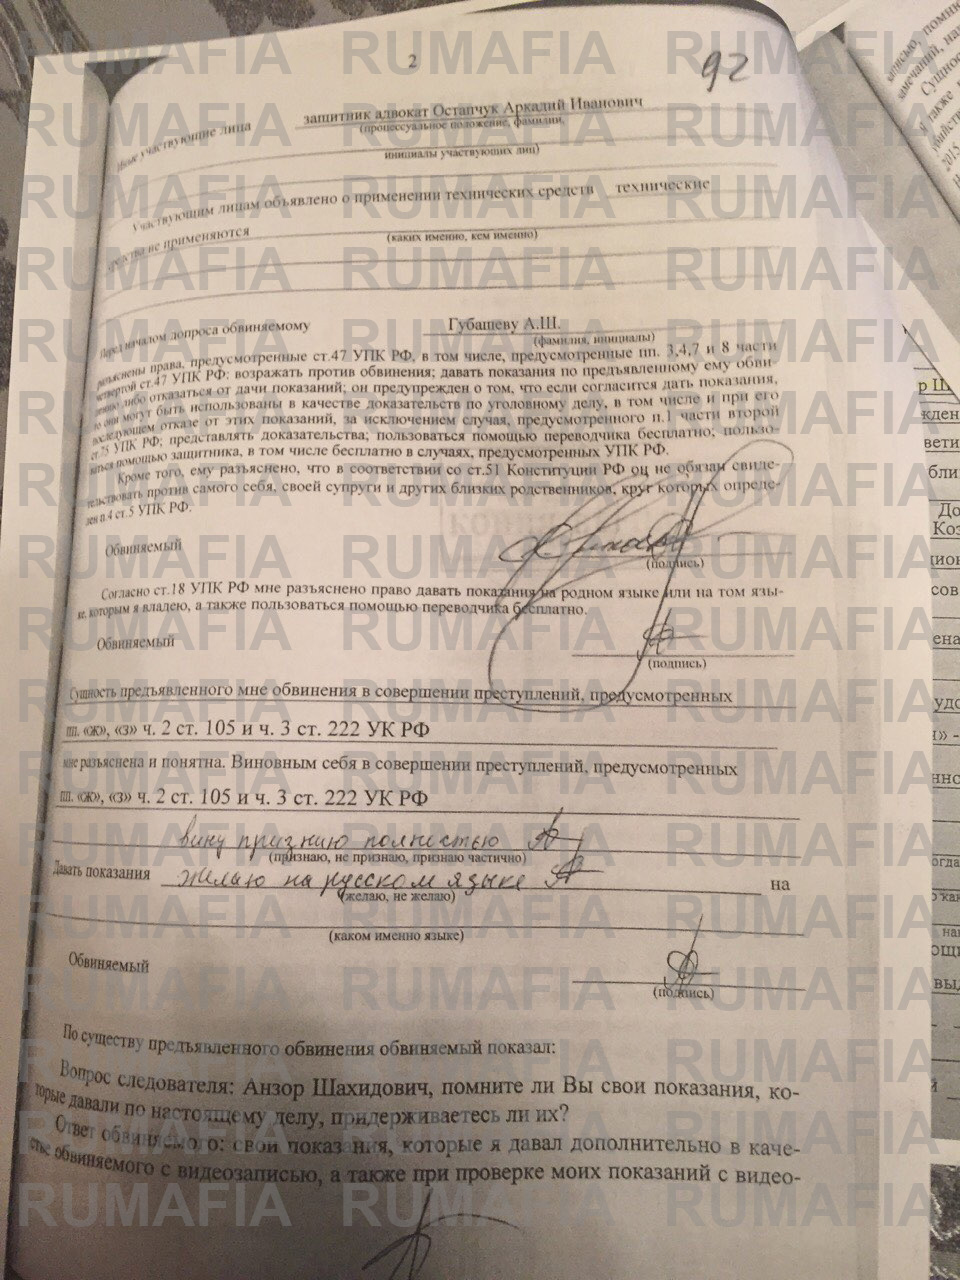 2
92
Иные участвующие лица защитник адвокат Остапчук Аркадий Иванович
(процессуальное положение, фамилии,
инициалы участвующих лиц)
Участвующим лицам объявлено о применении технических средств технические
средства не применяются
(каких именно, кем именно)
Перед началом допроса обвиняемому Губашеву А.Ш.
(фамилия, инициалы)
разъяснены права, предусмотренные ст.47 УПК РФ, в том числе, предусмотренные пп. 3,4,7 и 8 части
четвертой ст.47 УПК РФ: возражать против обвинения; давать показания по предъявленному ему обви-
нению либо отказаться от дачи показаний; он предупрежден о том, что если согласится дать показания,
то они могут быть использованы в качестве доказательств по уголовному делу, в том числе и при его
последующем отказе от этих показаний, за исключением случая, предусмотренного п.1 части второй
ст.75 УПК РФ; представлять доказательства; пользоваться помощью переводчика бесплатно; пользо-
ваться помощью защитника, в том числе бесплатно в случаях, предусмотренных УПК РФ.
Кроме того, ему разъяснено, что в соответствии со ст.51 Конституции РФ он не обязан свиде-
тельствовать против самого себя, своей супруги и других близких родственников, круг которых опреде-
лен п.4 ст.5 УПК РФ.
Обвиняемый
(подпись)
Согласно ст.18 УПК РФ мне разъяснено право давать показания на родном языке или на том язы-
ке, которым я владею, а также пользоваться помощью переводчика бесплатно.
Обвиняемый
(подпись)
Сущность предъявленного мне обвинения в совершении преступлений, предусмотренных
пп. «ж», «з» ч. 2 ст. 105 и ч. 3 ст. 222 УК РФ
мне разъяснена и понятна. Виновным себя в совершении преступлений, предусмотренных
пп. «ж», «з» ч. 2 ст. 105 и ч. 3 ст. 222 УК РФ
вину признаю полностью
(признаю, не признаю, признаю частично)
Давать показания желаю на русском языке на
(желаю, не желаю)
(каком именно языке)
Обвиняемый
(подпись)
По существу предъявленного обвинения обвиняемый показал:
Вопрос следователя: Анзор Шахидович, помните ли Вы свои показания, ко-
торые давали по настоящему делу, придерживаетесь ли их?
Ответ обвиняемого: свои показания, которые я давал дополнительно в каче-
стве обвиняемого с видеозаписью, а также при проверке моих показаний с видео-
RUMAFIA